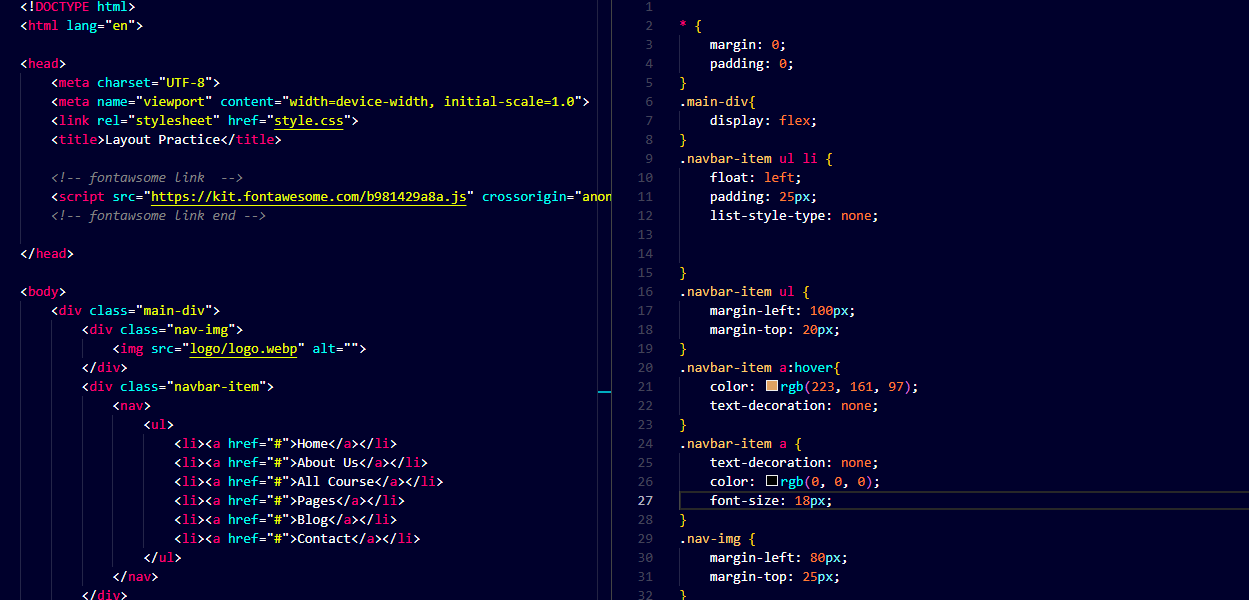 <!DOCTYPE html>
<html lang="en">
<head>
<meta charset="UTF-8">
<meta name="viewport" content="width=device-width, initial-scale=1.0">
<link rel="stylesheet" href="style.css">
<title>Layout Practice</title>
<!-- fontawsome link  -->
<script src="https://kit.fontawesome.com/b981429a8a.js" crossorigin="anon
<!-- fontawsome link end -->
</head>
<body>
<div class="main-div">
<div class="nav-img">
<img src="logo/logo.webp" alt="">
</div>
<div class="navbar-item">
<nav>
<ul>
<li><a href="#">Home</a></li>
<li><a href="#">About Us</a></li>
<li><a href="#">All Course</a></li>
<li><a href="#">Pages</a></li>
<li><a href="#">Blog</a></li>
<li><a href="#">Contact</a></li>
</ul>
</nav>
</div>
1
2 * {
3 margin: 0;
4 padding: 0;
5 }
6 .main-div{
7 display: flex;
8 }
9 .navbar-item ul li {
10 float: left;
11 padding: 25px;
12 list-style-type: none;
13
14
15 }
16 .navbar-item ul {
17 margin-left: 100px;
18 margin-top: 20px;
19 }
20 .navbar-item a:hover{
21 color: rgb(223, 161, 97);
22 text-decoration: none;
23 }
24 .navbar-item a {
25 text-decoration: none;
26 color: rgb(0, 0, 0);
27 font-size: 18px;
28 }
29 .nav-img {
30 margin-left: 80px;
31 margin-top: 25px;
32 }